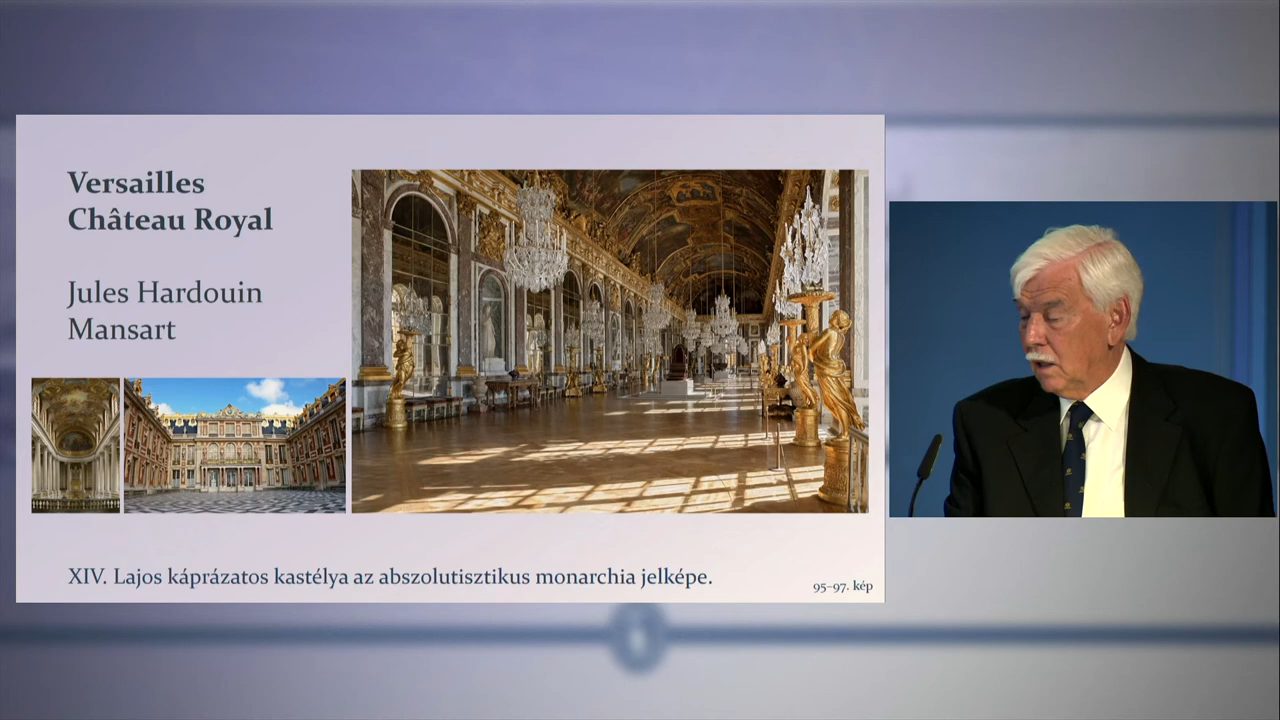 Versailles
Château Royal
Jules Hardouin
Mansart
XIV. Lajos káprázatos kastélya az abszolutisztikus monarchia jelképe.
95–97. kép